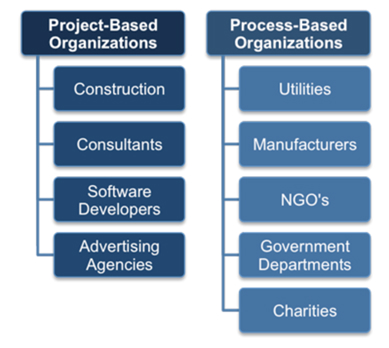 Project-Based
Organizations
Construction
Consultants
Software
Developers
Advertising
Agencies
Process-Based
Organizations
Utilities
Manufacturers
NGO's
Government
Departments
Charities